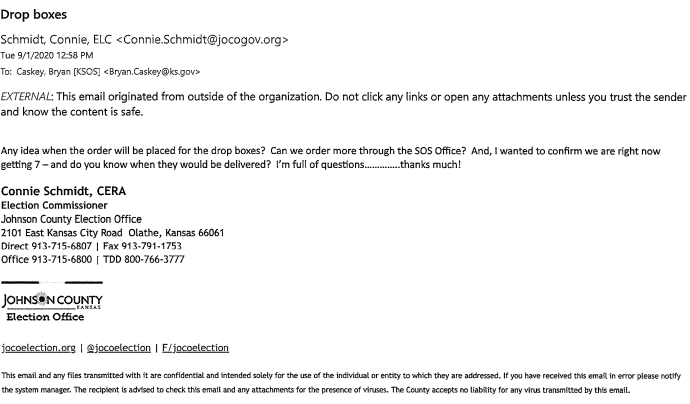 Drop boxes
Schmidt, Connie, ELC <Connie.Schmidt@jocogov.org>
Tue 9/1/2020 12:58 PM
To: Caskey, Bryan [KSOS] <Bryan.Caskey@ks.gov>
EXTERNAL: This email originated from outside of the organization. Do not click any links or open any attachments unless you trust the sender
and know the content is safe.
Any idea when the order will be placed for the drop boxes? Can we order more through the SOS Office? And, I wanted to confirm we are right now
getting 7 – and do you know when they would be delivered? I'm full of questions..............thanks much!
Connie Schmidt, CERA
Election Commissioner
Johnson County Election Office
2101 East Kansas City Road Olathe, Kansas 66061
Direct 913-715-6807 | Fax 913-791-1753
Office 913-715-6800 | TDD 800-766-3777
JOHNSON COUNTY
KANSAS
Election Office
jocoelection.org | @jocoelection | F/jocoelection
This email and any files transmitted with it are confidential and intended solely for the use of the individual or entity to which they are addressed. If you have received this email in error please notify
the system manager. The recipient is advised to check this email and any attachments for the presence of viruses. The County accepts no liability for any virus transmitted by this email.